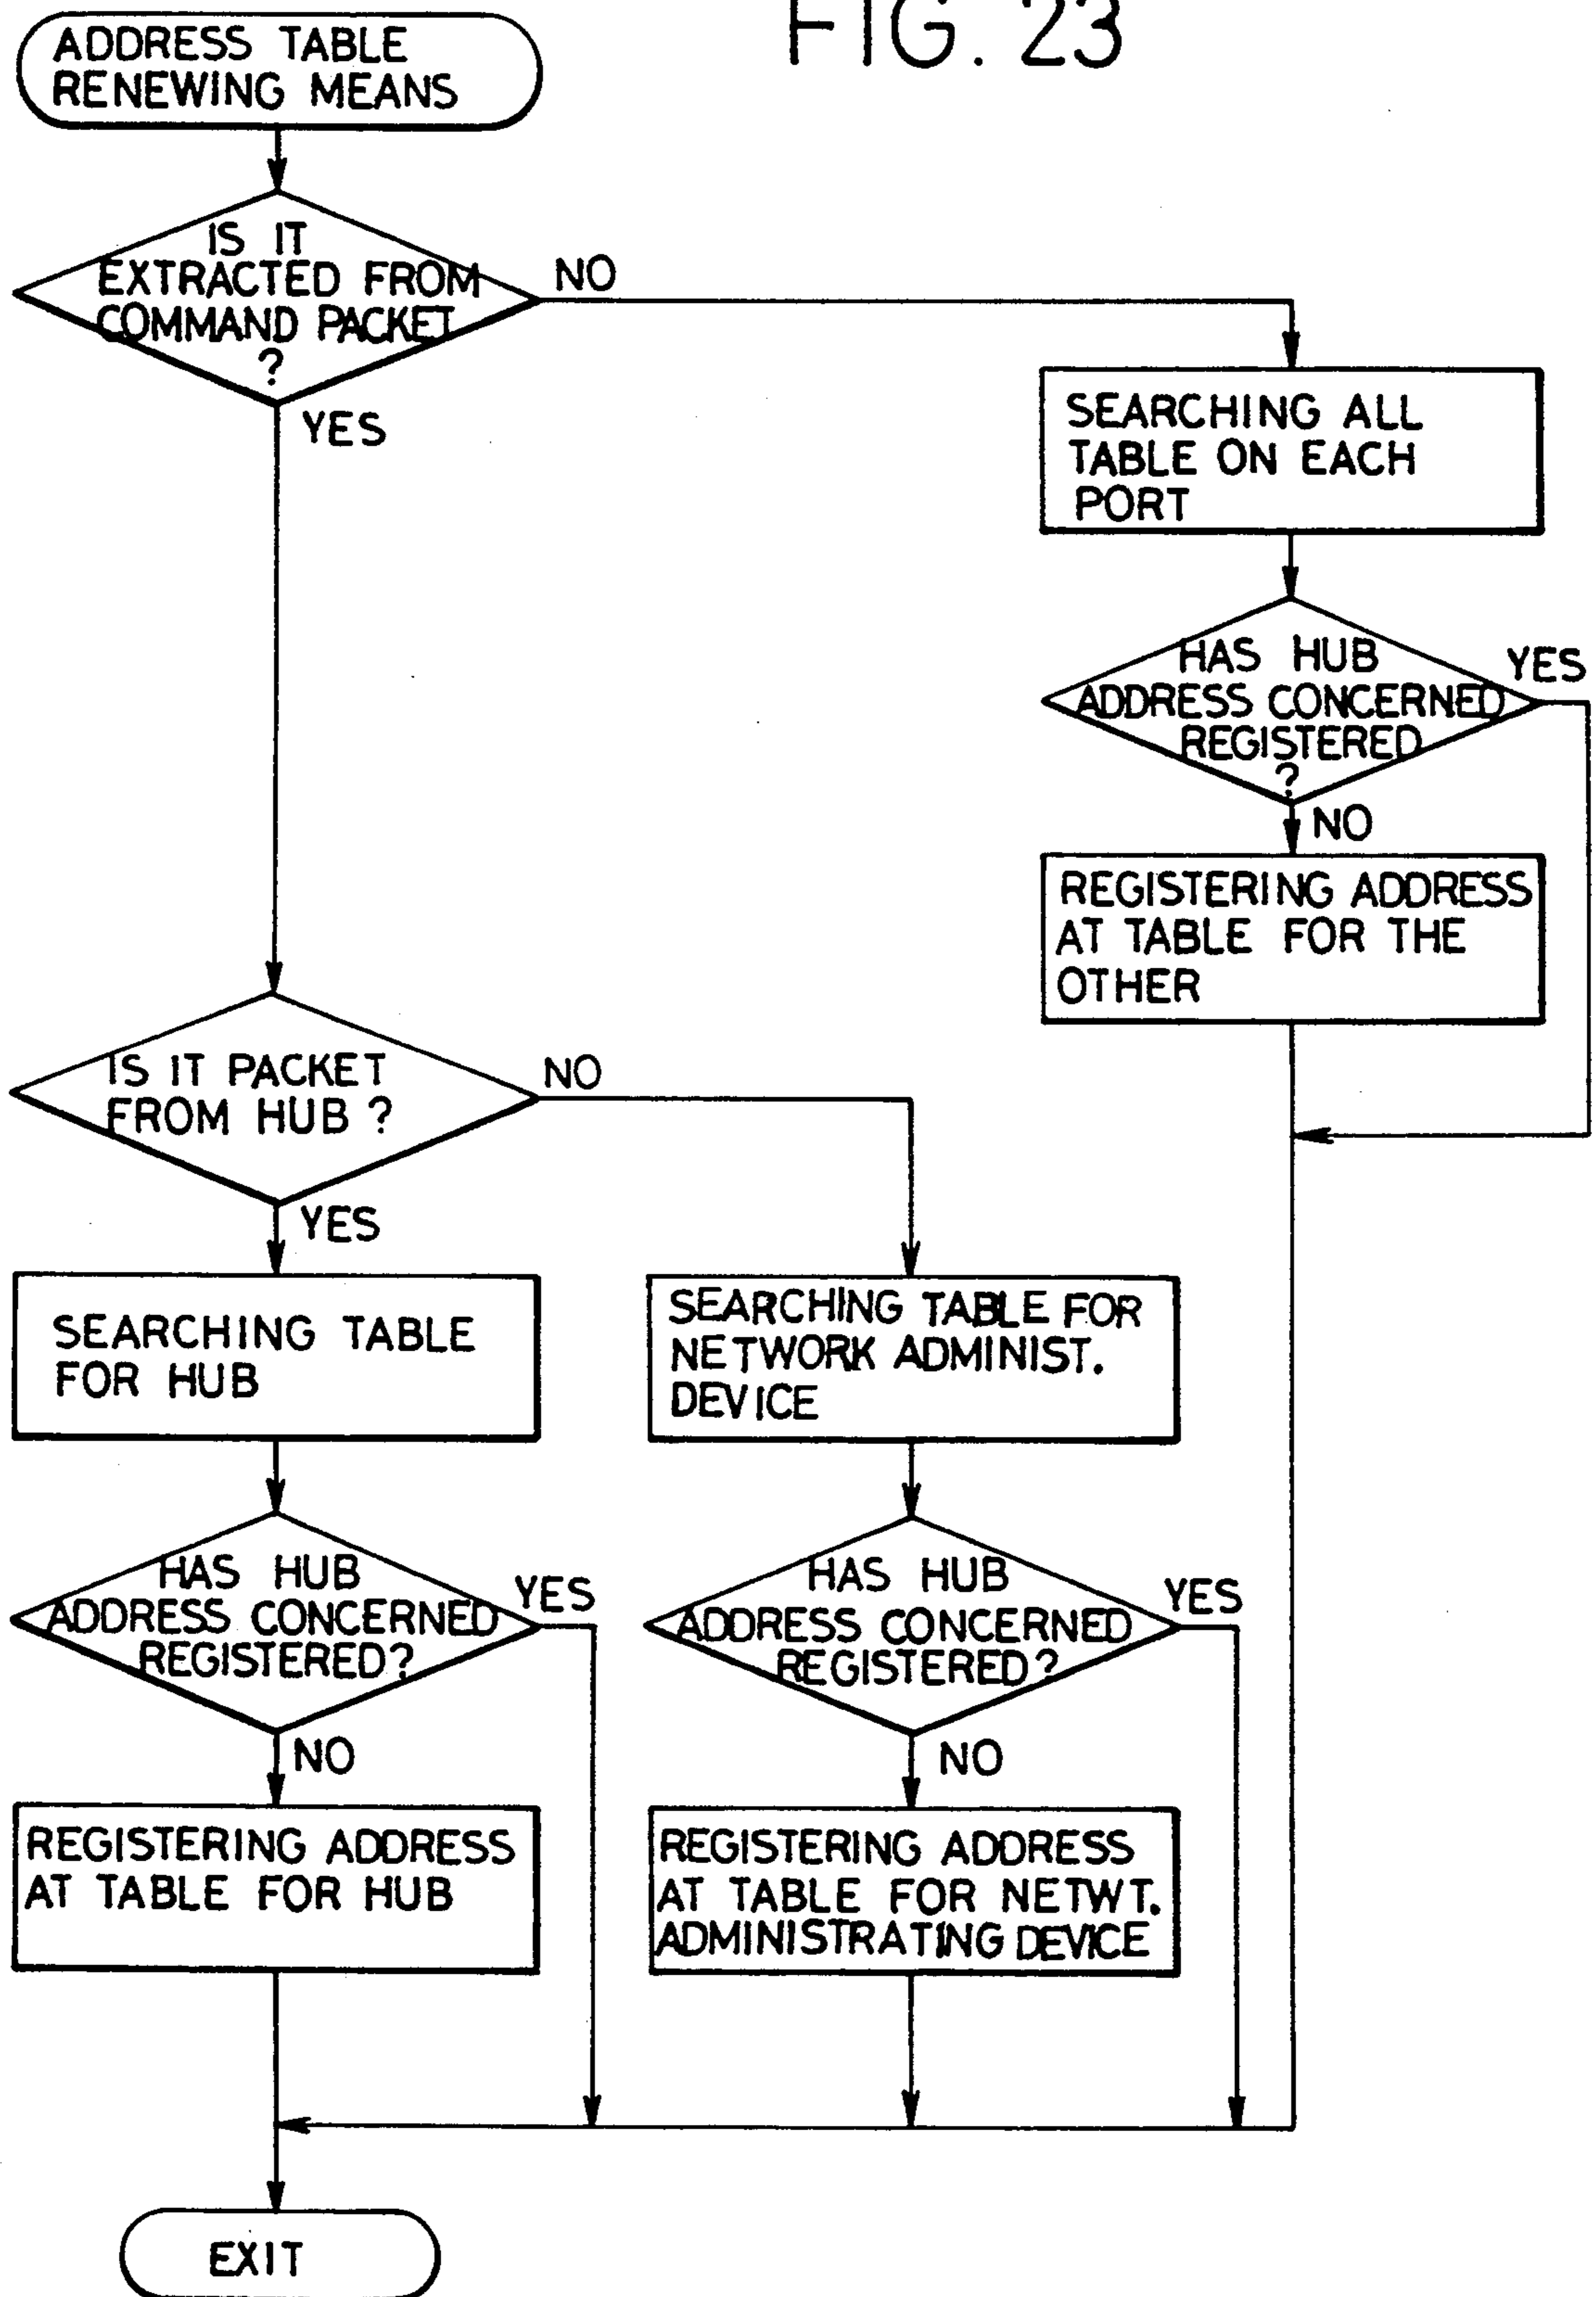 FIG. 23
ADDRESS TABLE
RENEWING MEANS
IS IT
EXTRACTED FROM
COMMAND PACKET
?
NO
YES
SEARCHING ALL
TABLE ON EACH
PORT
HAS HUB
ADDRESS CONCERNED
REGISTERED
?
YES
NO
REGISTERING ADDRESS
AT TABLE FOR THE
OTHER
IS IT PACKET
FROM HUB ?
NO
YES
SEARCHING TABLE
FOR HUB
SEARCHING TABLE FOR
NETWORK ADMINIST.
DEVICE
HAS HUB
ADDRESS CONCERNED
REGISTERED?
YES
NO
HAS HUB
ADDRESS CONCERNED
REGISTERED?
YES
NO
REGISTERING ADDRESS
AT TABLE FOR HUB
REGISTERING ADDRESS
AT TABLE FOR NETWT.
ADMINISTRATING DEVICE
EXIT